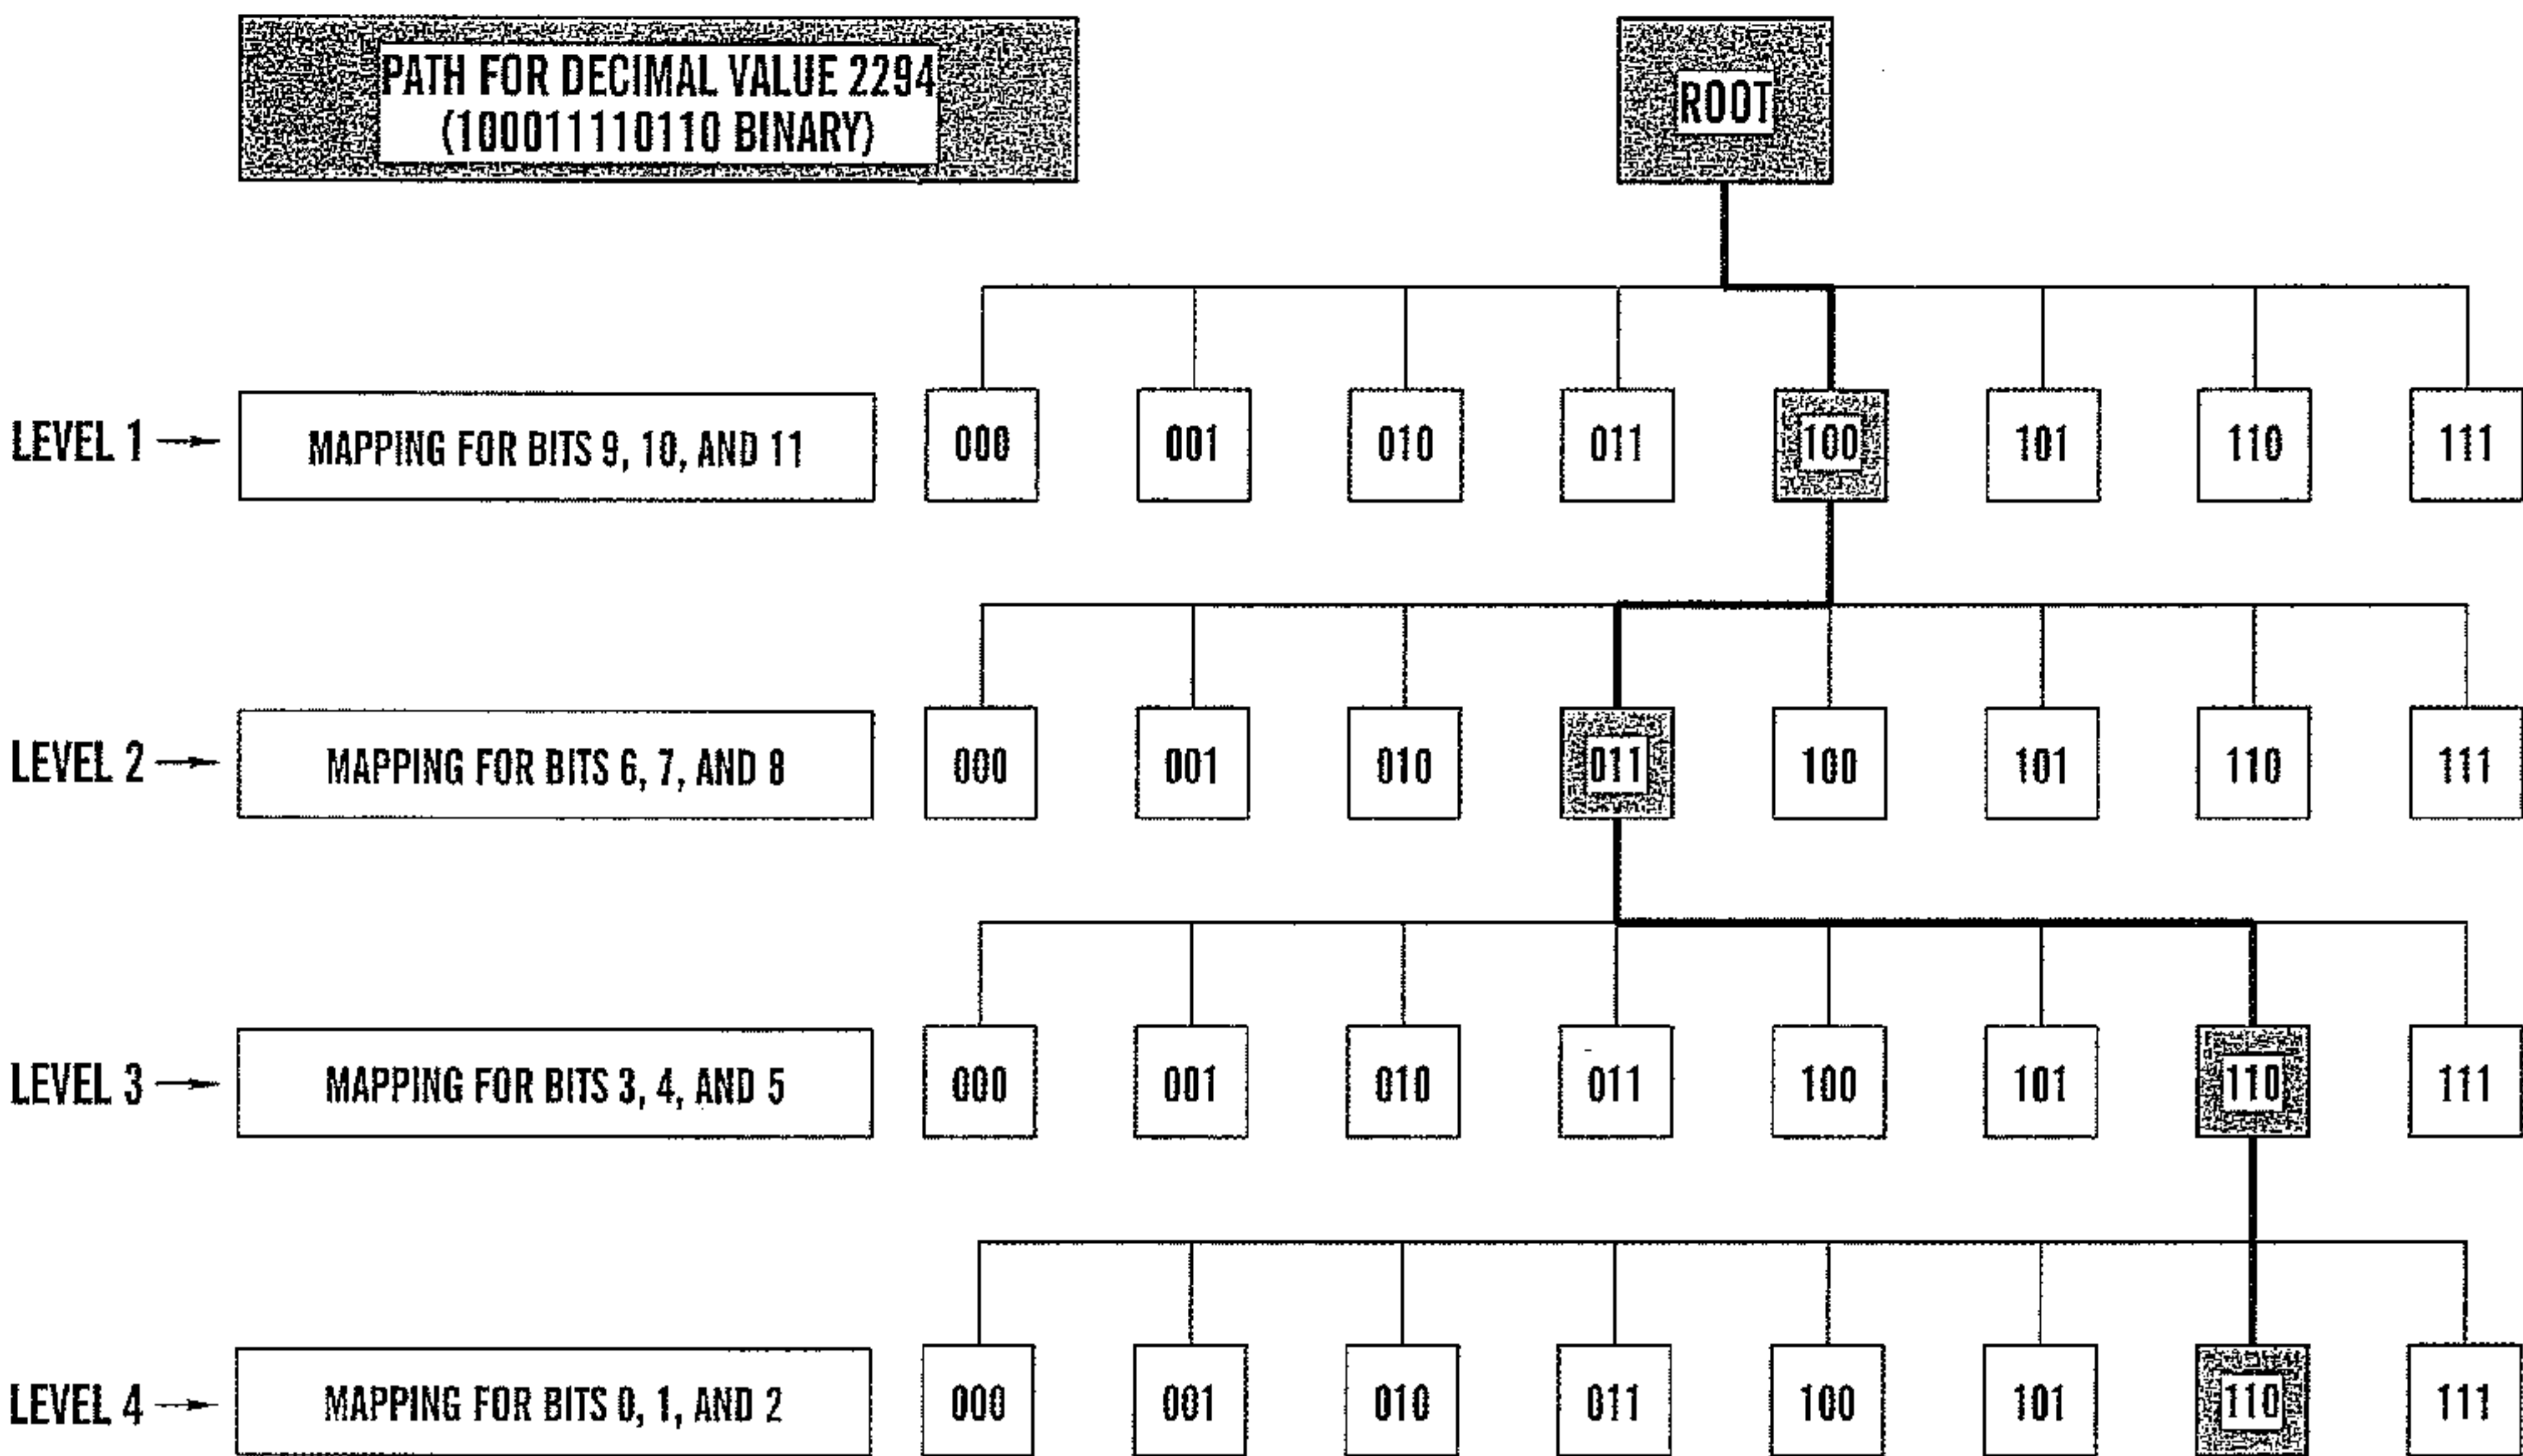 PATH FOR DECIMAL VALUE 2294
(100011110110 BINARY)
ROOT
LEVEL 1
MAPPING FOR BITS 9, 10, AND 11
000 001 010 011 100 101 110 111
LEVEL 2
MAPPING FOR BITS 6, 7, AND 8
000 001 010 011 100 101 110 111
LEVEL 3
MAPPING FOR BITS 3, 4, AND 5
000 001 010 011 100 101 110 111
LEVEL 4
MAPPING FOR BITS 0, 1, AND 2
000 001 010 011 100 101 110 111